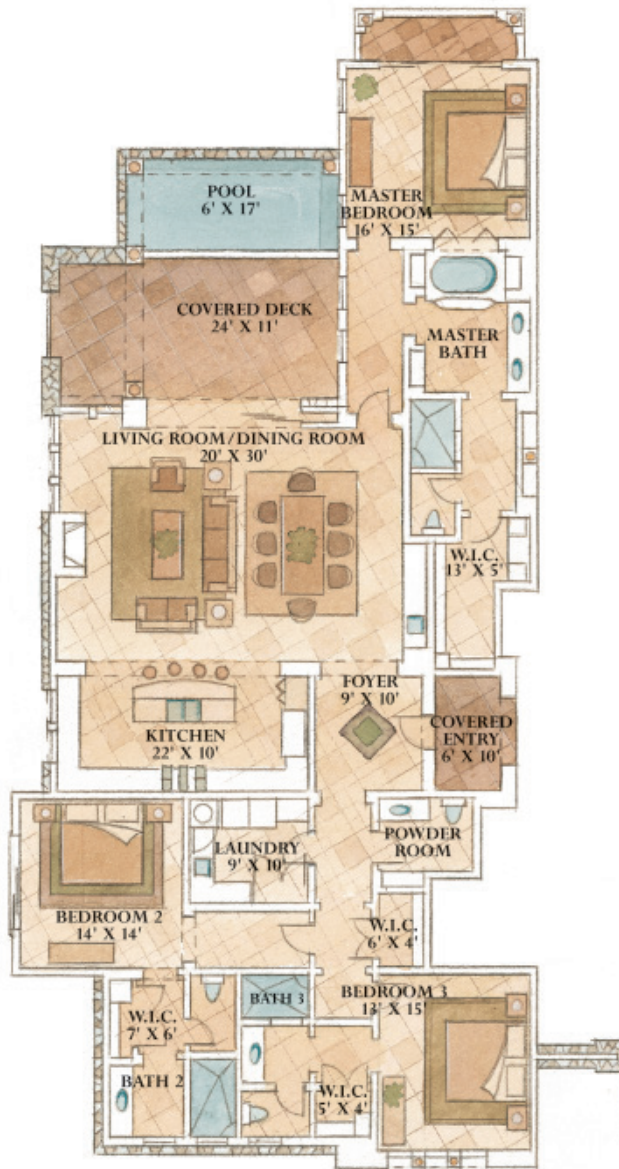 POOL
6' X 17'
MASTER
BEDROOM
16' X 15'
COVERED DECK
24' X 11'
MASTER
BATH
LIVING ROOM/DINING ROOM
20' X 30'
W.I.C.
13' X 5'
FOYER
9' X 10'
KITCHEN
22' X 10'
COVERED
ENTRY
6' X 10'
LAUNDRY
9' X 10'
POWDER
ROOM
BEDROOM 2
14' X 14'
W.I.C.
6' X 4'
BATH 3
BEDROOM 3
13' X 15'
W.I.C.
7' X 6'
BATH 2
W.I.C.
5' X 4'